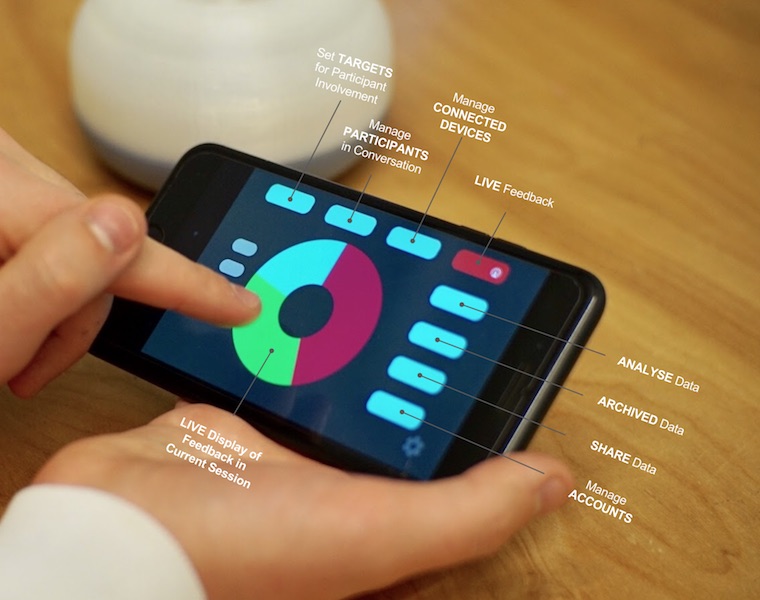 Set TARGETS
for Participant
Involvement
Manage
PARTICIPANTS
in Conversation
Manage
CONNECTED
DEVICES
LIVE Feedback
ANALYSE Data
ARCHIVED Data
SHARE Data
Manage
ACCOUNTS
LIVE Display of
Feedback in
Current Session